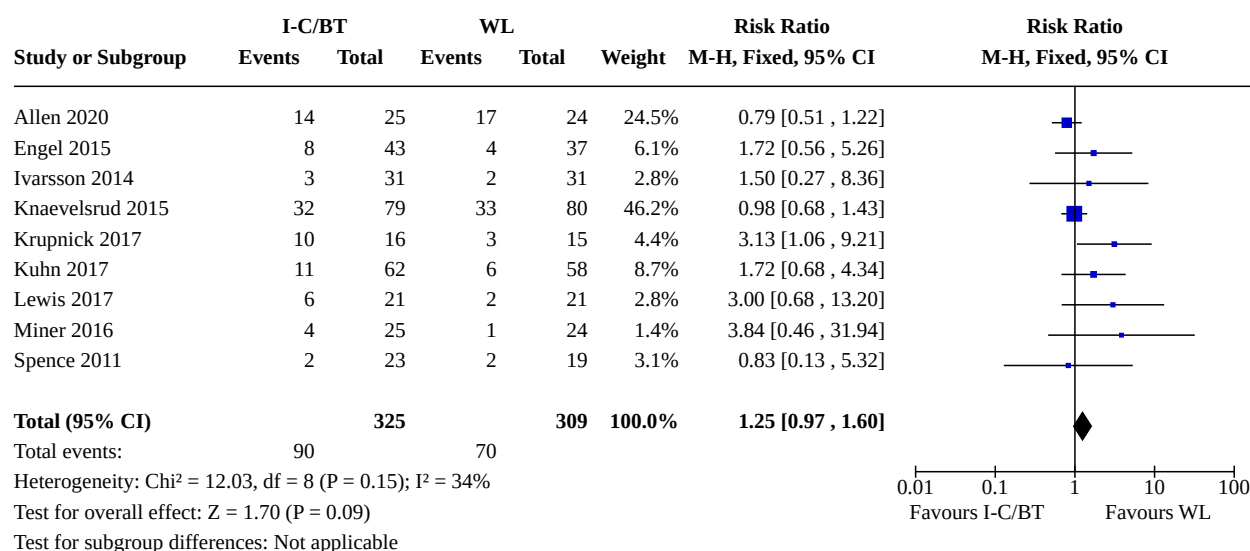 I-C/BT WL Risk Ratio Risk Ratio
Study or Subgroup Events Total Events Total Weight M-H, Fixed, 95% CI M-H, Fixed, 95% CI
Allen 2020 14 25 17 24 24.5% 0.79 [0.51 , 1.22]
Engel 2015 8 43 4 37 6.1% 1.72 [0.56 , 5.26]
Ivarsson 2014 3 31 2 31 2.8% 1.50 [0.27 , 8.36]
Knaevelsrud 2015 32 79 33 80 46.2% 0.98 [0.68 , 1.43]
Krupnick 2017 10 16 3 15 4.4% 3.13 [1.06 , 9.21]
Kuhn 2017 11 62 6 58 8.7% 1.72 [0.68 , 4.34]
Lewis 2017 6 21 2 21 2.8% 3.00 [0.68 , 13.20]
Miner 2016 4 25 1 24 1.4% 3.84 [0.46 , 31.94]
Spence 2011 2 23 2 19 3.1% 0.83 [0.13 , 5.32]
Total (95% CI) 325 309 100.0% 1.25 [0.97 , 1.60]
Total events: 90 70
Heterogeneity: Chi² = 12.03, df = 8 (P = 0.15); I² = 34% 0.01 0.1 1 10 100
Test for overall effect: Z = 1.70 (P = 0.09) Favours I-C/BT Favours WL
Test for subgroup differences: Not applicable